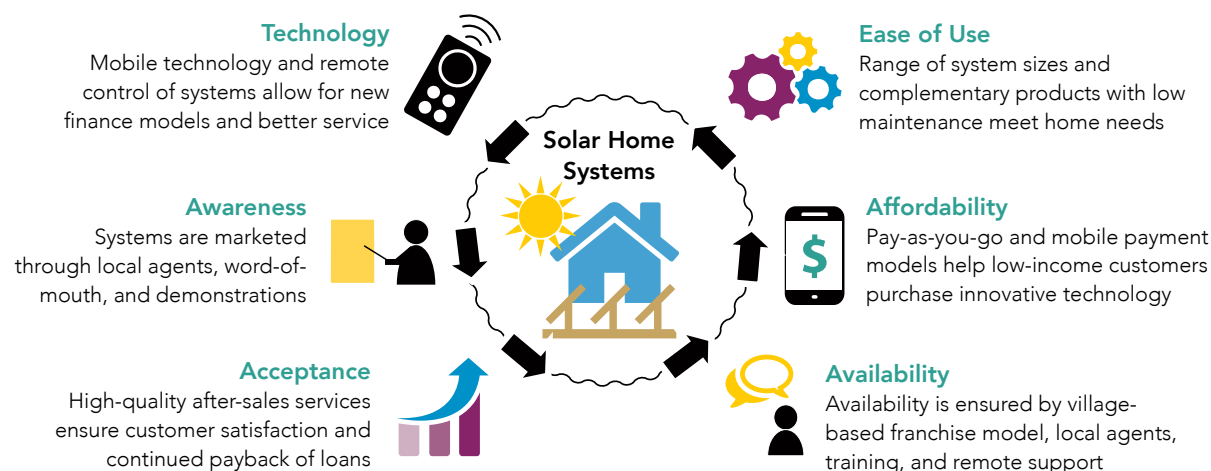 Technology
Mobile technology and remote
control of systems allow for new
finance models and better service
Awareness
Systems are marketed
through local agents, word-of-
mouth, and demonstrations
Acceptance
High-quality after-sales services
ensure customer satisfaction and
continued payback of loans
Solar Home
Systems
$
Ease of Use
Range of system sizes and
complementary products with low
maintenance meet home needs
Affordability
Pay-as-you-go and mobile payment
models help low-income customers
purchase innovative technology
Availability
Availability is ensured by village-
based franchise model, local agents,
training, and remote support